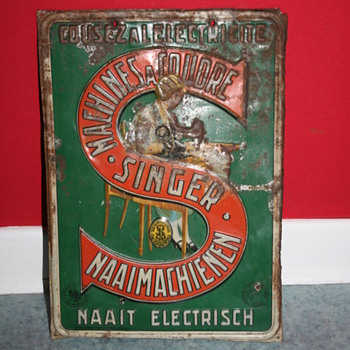 COUSEZ A L'ELECTRICITE
MACHINES A COUDRE
SINGER
NAAIMACHIENEN
NAAIT ELECTRISCH